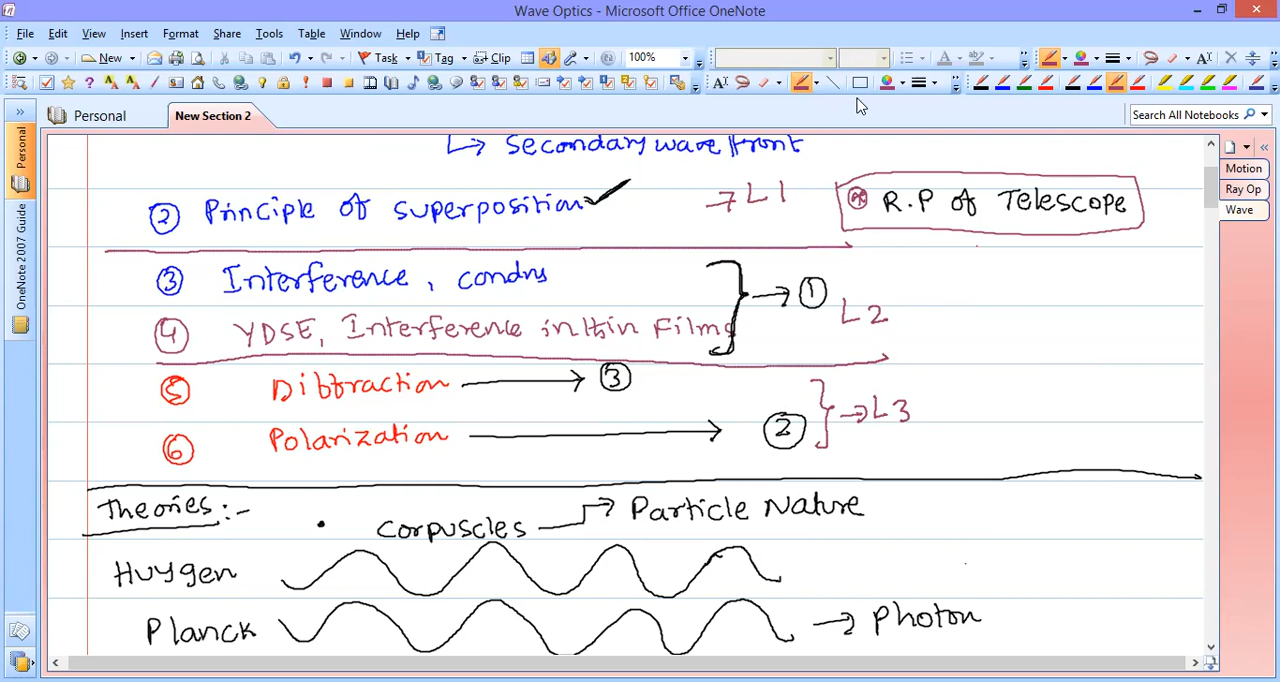 Wave Optics - Microsoft Office OneNote
File Edit View Insert Format Share Tools Table Window Help
New Task Tag Clip 100%
Personal New Section 2 Search All Notebooks
Personal
OneNote 2007 Guide
Motion
Ray Op
Wave
↳ Secondary wavefront
② Principle of superposition ✓ → L1 R.P of Telescope
③ Interference, condns → ①
④ YDSE, Interference in thin Films L2
⑤ Diffraction → ③
⑥ Polarization → ② → L3
Theories :-
• corpuscles → Particle Nature
Huygen
Planck → Photon